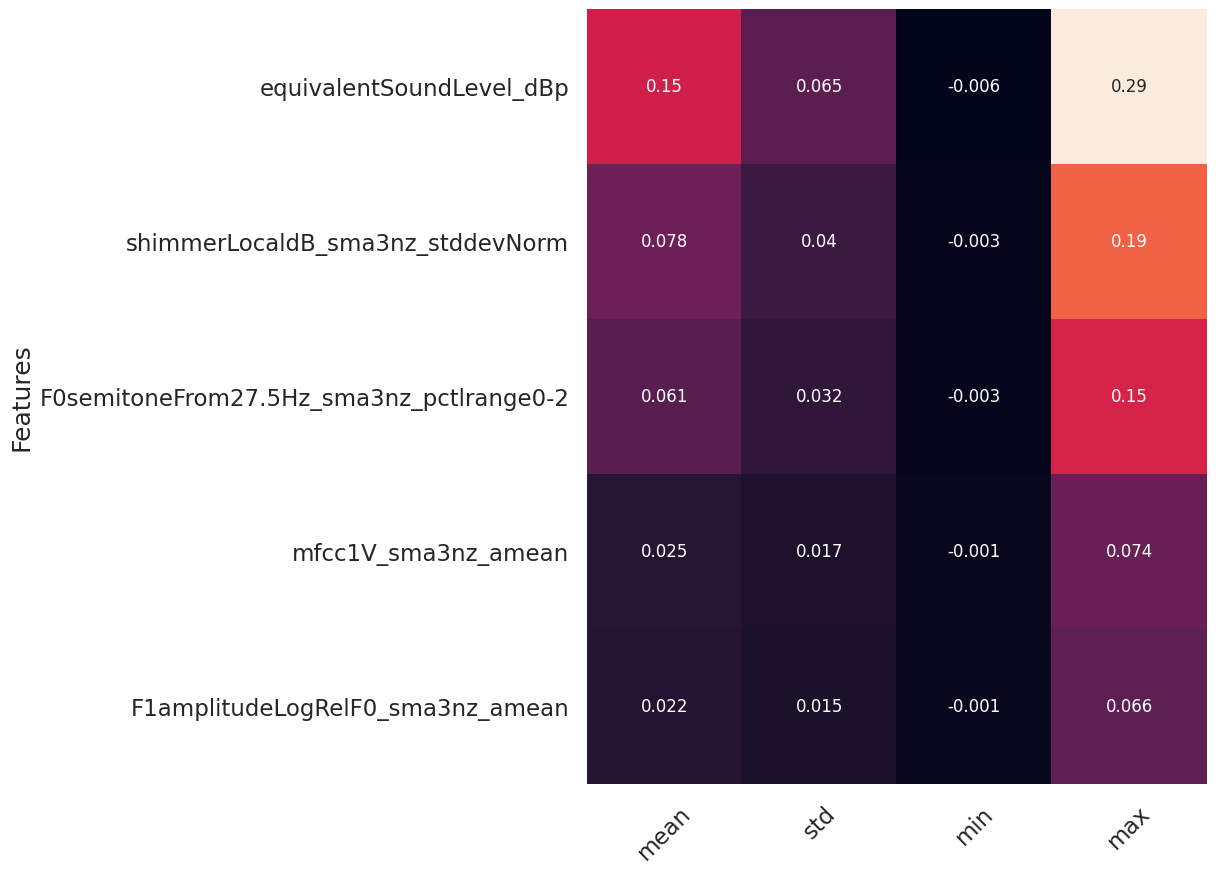 equivalentSoundLevel_dBp 0.15 0.065 -0.006 0.29
shimmerLocaldB_sma3nz_stddevNorm 0.078 0.04 -0.003 0.19
Features
F0semitoneFrom27.5Hz_sma3nz_pctlrange0-2 0.061 0.032 -0.003 0.15
mfcc1V_sma3nz_amean 0.025 0.017 -0.001 0.074
F1amplitudeLogRelF0_sma3nz_amean 0.022 0.015 -0.001 0.066
mean std min max